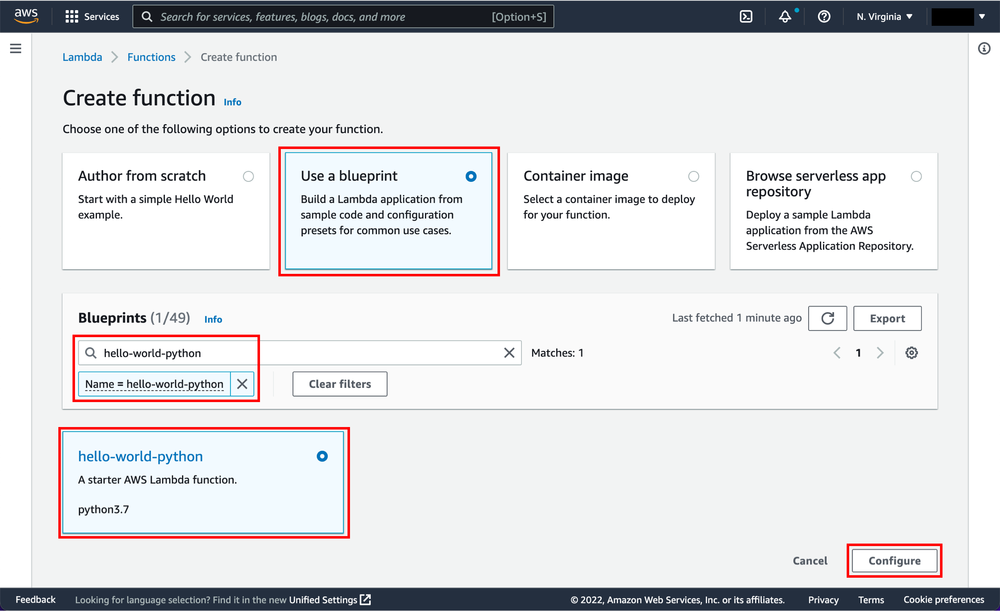 aws
Services
Search for services, features, blogs, docs, and more
[Option+S]
N. Virginia
Lambda
Functions
Create function
Create function
Info
Choose one of the following options to create your function.
Author from scratch
Start with a simple Hello World
example.
Use a blueprint
Build a Lambda application from
sample code and configuration
presets for common use cases.
Container image
Select a container image to deploy
for your function.
Browse serverless app
repository
Deploy a sample Lambda
application from the AWS
Serverless Application Repository.
Blueprints (1/49)
Info
Last fetched 1 minute ago
Export
hello-world-python
Matches: 1
1
Name = hello-world-python
Clear filters
hello-world-python
A starter AWS Lambda function.
python3.7
Cancel
Configure
Feedback
Looking for language selection? Find it in the new Unified Settings
© 2022, Amazon Web Services, Inc. or its affiliates.
Privacy
Terms
Cookie preferences